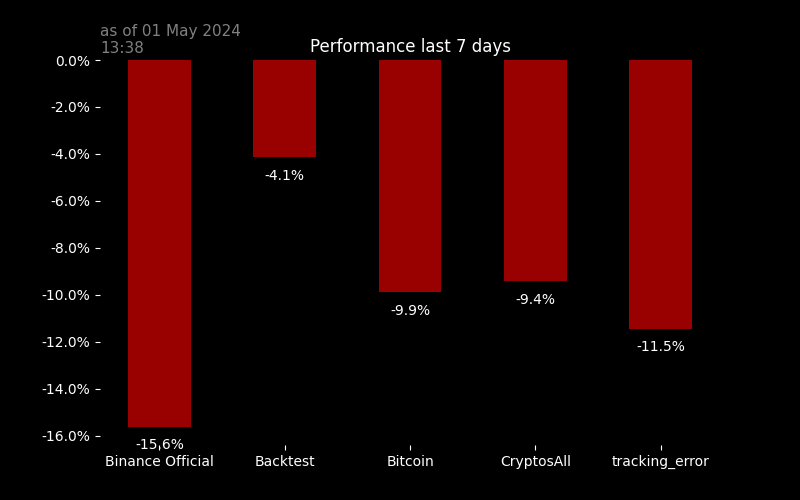 as of 01 May 2024
13:38
Performance last 7 days
0.0%
-2.0%
-4.0%
-6.0%
-8.0%
-10.0%
-12.0%
-14.0%
-16.0%
-15.6%
-4.1%
-9.9%
-9.4%
-11.5%
Binance Official
Backtest
Bitcoin
CryptosAll
tracking_error